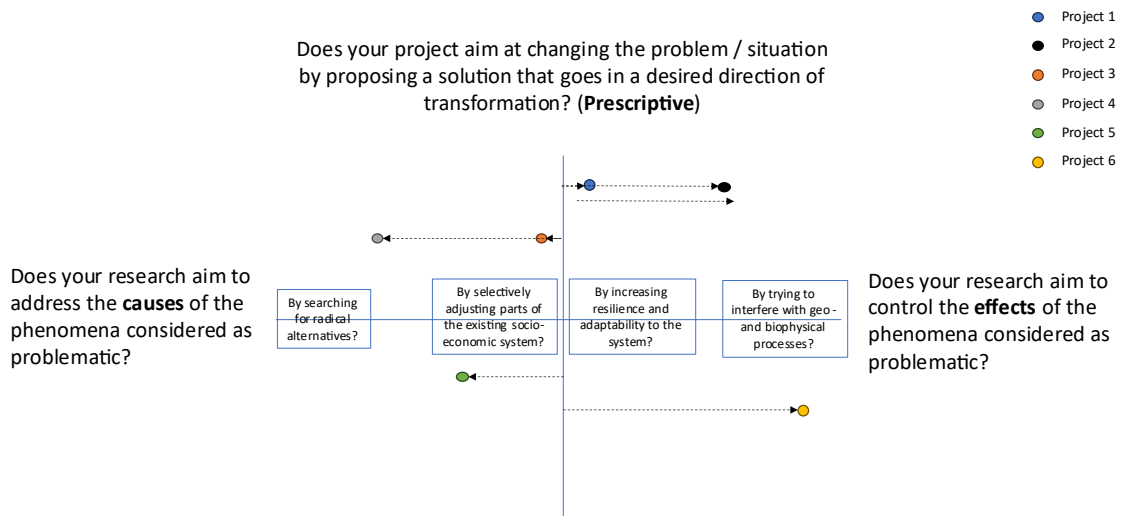 Project 1
Project 2
Project 3
Project 4
Project 5
Project 6
Does your project aim at changing the problem / situation
by proposing a solution that goes in a desired direction of
transformation? (Prescriptive)
Does your research aim to
address the causes of the
phenomena considered as
problematic?
By searching
for radical
alternatives?
By selectively
adjusting parts of
the existing socio-
economic system?
By increasing
resilience and
adaptability to the
system?
By trying to
interfere with geo -
and biophysical
processes?
Does your research aim to
control the effects of the
phenomena considered as
problematic?